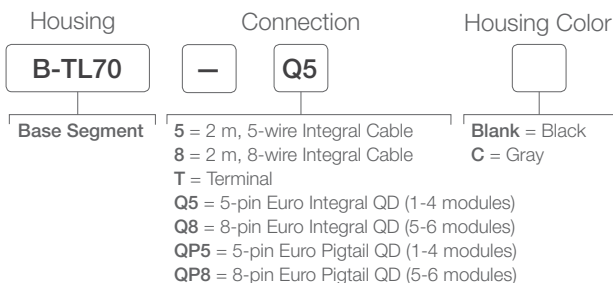 Housing Connection Housing Color
B-TL70 — Q5
Base Segment
5 = 2 m, 5-wire Integral Cable
8 = 2 m, 8-wire Integral Cable
T = Terminal
Q5 = 5-pin Euro Integral QD (1-4 modules)
Q8 = 8-pin Euro Integral QD (5-6 modules)
QP5 = 5-pin Euro Pigtail QD (1-4 modules)
QP8 = 8-pin Euro Pigtail QD (5-6 modules)
Blank = Black
C = Gray